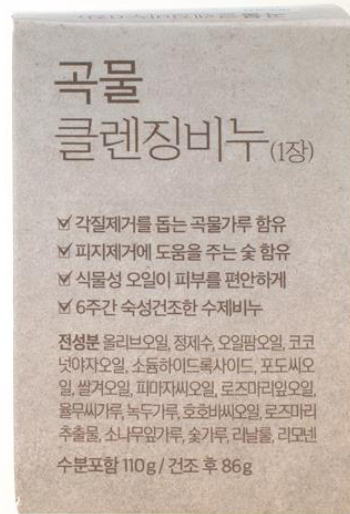 곡물
클렌징비누(1장)
각질제거를 돕는 곡물가루 함유
피지제거에 도움을 주는 숯 함유
식물성 오일이 피부를 편안하게
6주간 숙성건조한 수제비누
전성분 올리브오일, 정제수, 오일팜오일, 코코
넛야자오일, 소듐하이드록사이드, 포도씨오
일, 쌀겨오일, 피마자씨오일, 로즈마리잎오일,
율무씨가루, 녹두가루, 호호바씨오일, 로즈마리
추출물, 소나무잎가루, 숯가루, 리날룰, 리모넨
수분포함 110g / 건조 후 86g